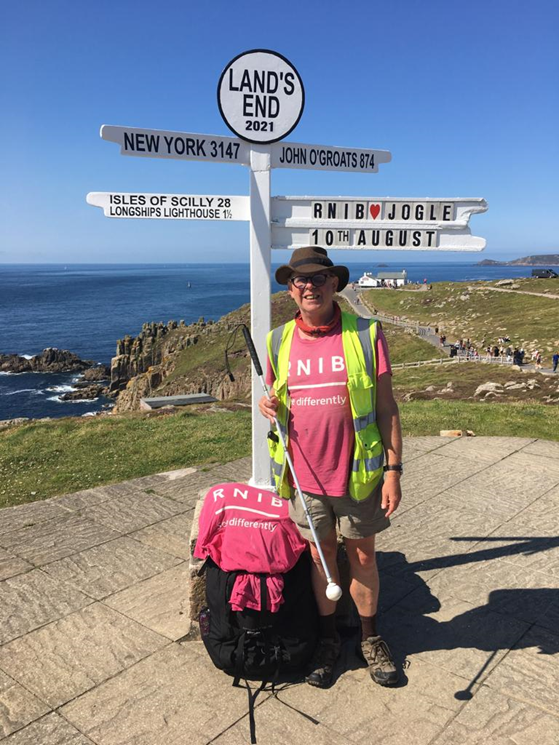 LAND'S
END
2021
NEW YORK 3147
JOHN O'GROATS 874
ISLES OF SCILLY 28
LONGSHIPS LIGHTHOUSE 1½
RNIB♥JOGLE
10TH AUGUST
RNIB
differently
RNIB
differently